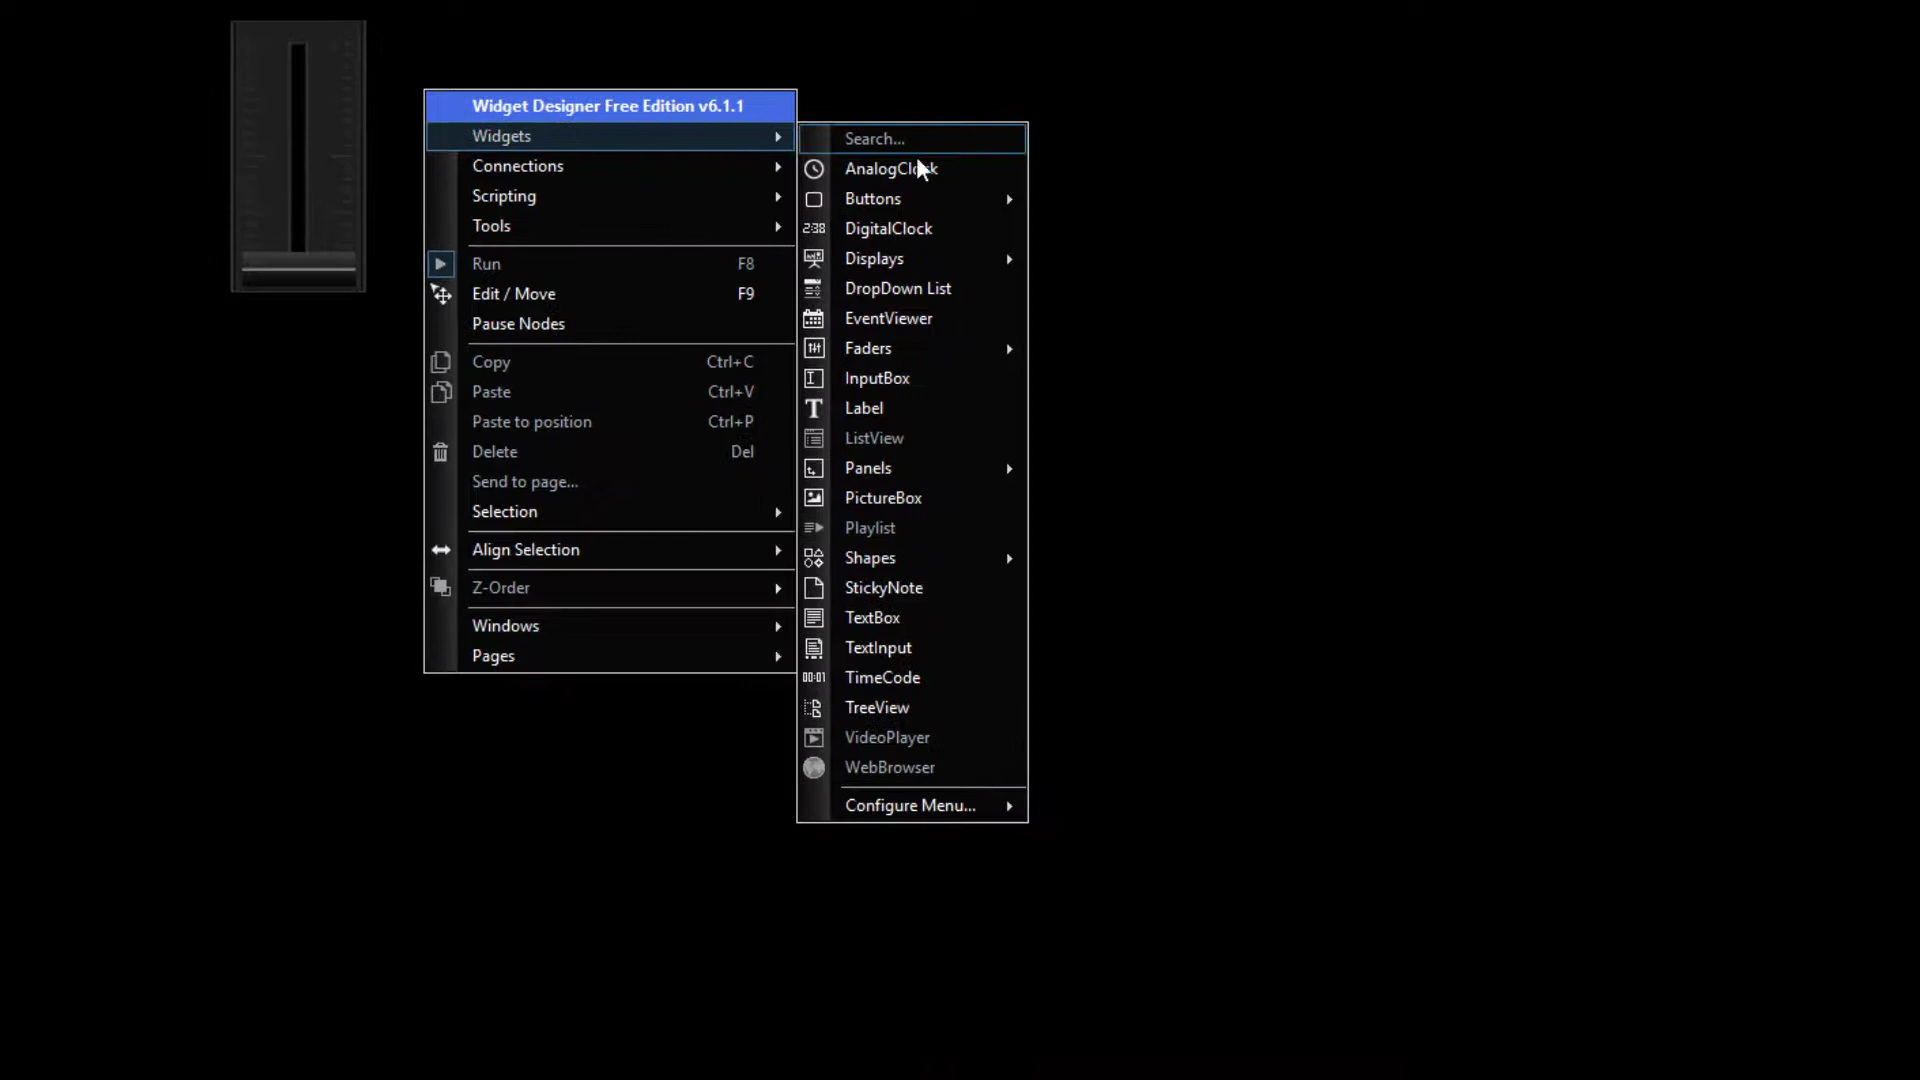 Widget Designer Free Edition v6.1.1
Widgets
Connections
Scripting
Tools
Run F8
Edit / Move F9
Pause Nodes
Copy Ctrl+C
Paste Ctrl+V
Paste to position Ctrl+P
Delete Del
Send to page...
Selection
Align Selection
Z-Order
Windows
Pages
Search...
AnalogClock
Buttons
2:38 DigitalClock
Displays
DropDown List
EventViewer
Faders
InputBox
Label
ListView
Panels
PictureBox
Playlist
Shapes
StickyNote
TextBox
TextInput
00:01 TimeCode
TreeView
VideoPlayer
WebBrowser
Configure Menu...